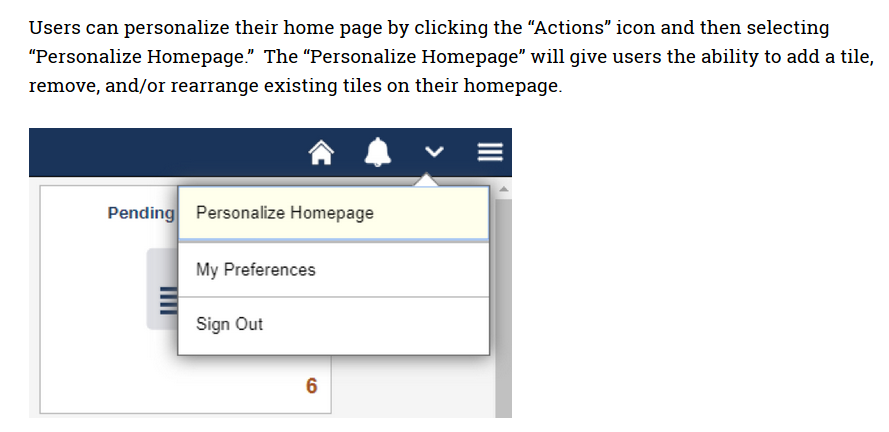 Users can personalize their home page by clicking the “Actions” icon and then selecting
“Personalize Homepage.”  The “Personalize Homepage” will give users the ability to add a tile,
remove, and/or rearrange existing tiles on their homepage.
Pending
Personalize Homepage
My Preferences
Sign Out
6